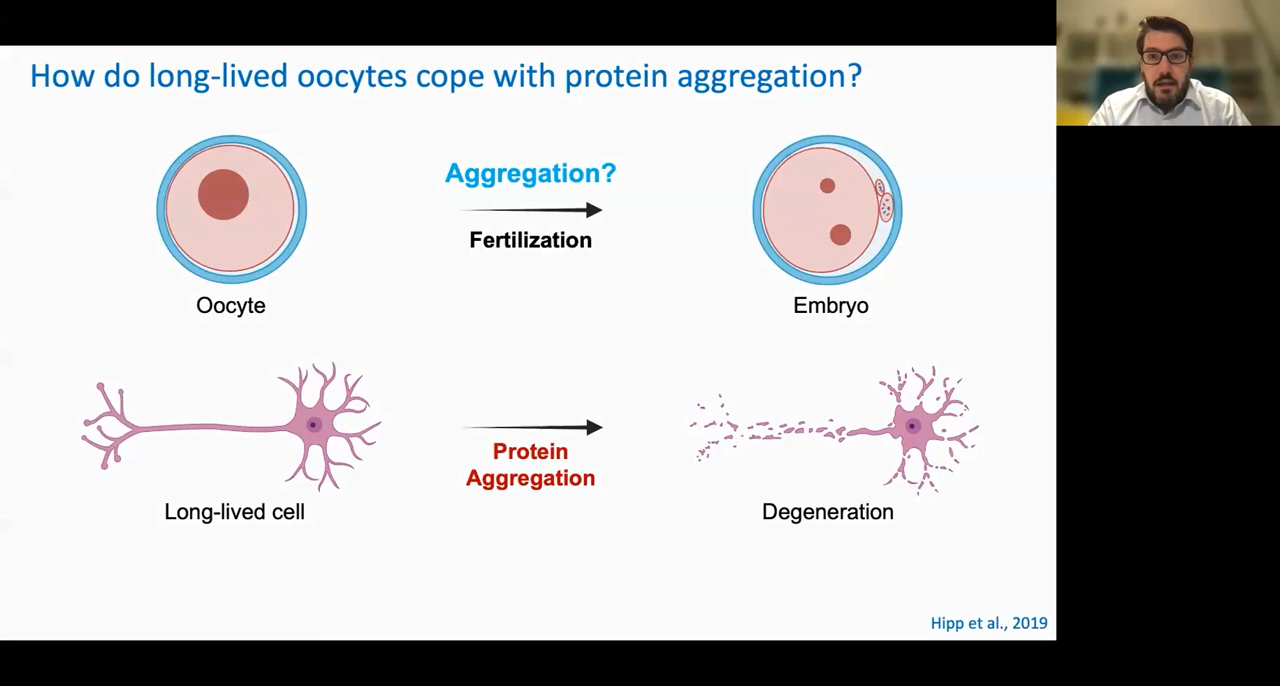 How do long-lived oocytes cope with protein aggregation?
Aggregation?
Fertilization
Oocyte
Embryo
Protein
Aggregation
Long-lived cell
Degeneration
Hipp et al., 2019